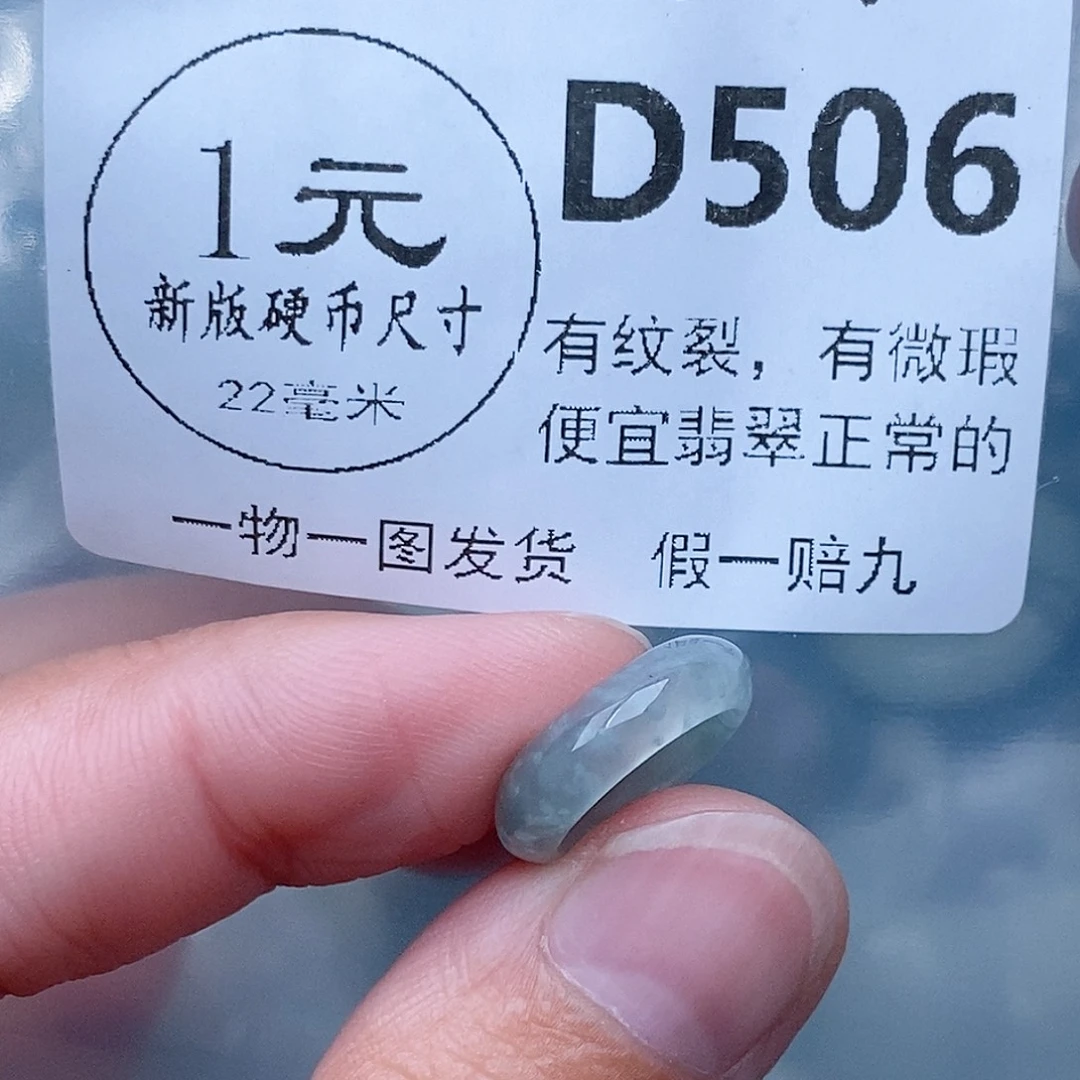 D506
1元
新版硬币尺寸
22毫米
有纹裂，有微瑕
便宜翡翠正常的
一物一图发货 假一赔九